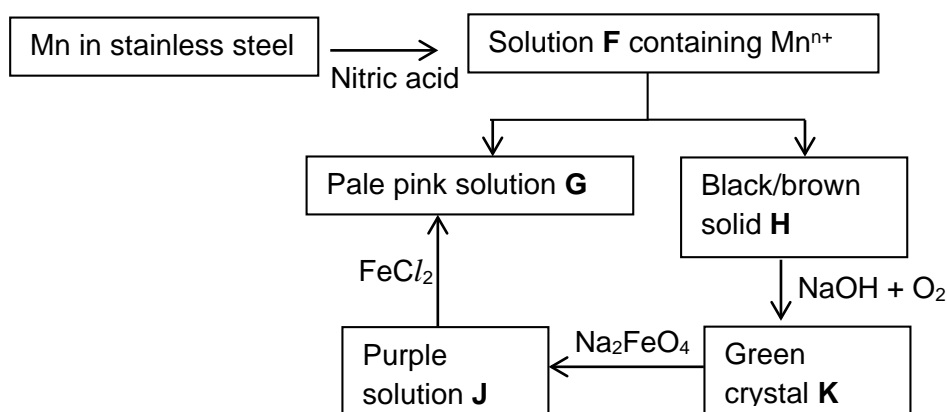 Mn in stainless steel
Nitric acid
Solution F containing Mnⁿ⁺
Pale pink solution G
Black/brown
solid H
FeCl₂
NaOH + O₂
Purple
solution J
Na₂FeO₄
Green
crystal K